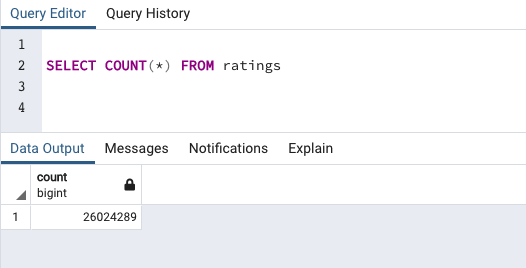 Query Editor Query History
1
2 SELECT COUNT(*) FROM ratings
3
4
Data Output Messages Notifications Explain
count
bigint
1 26024289